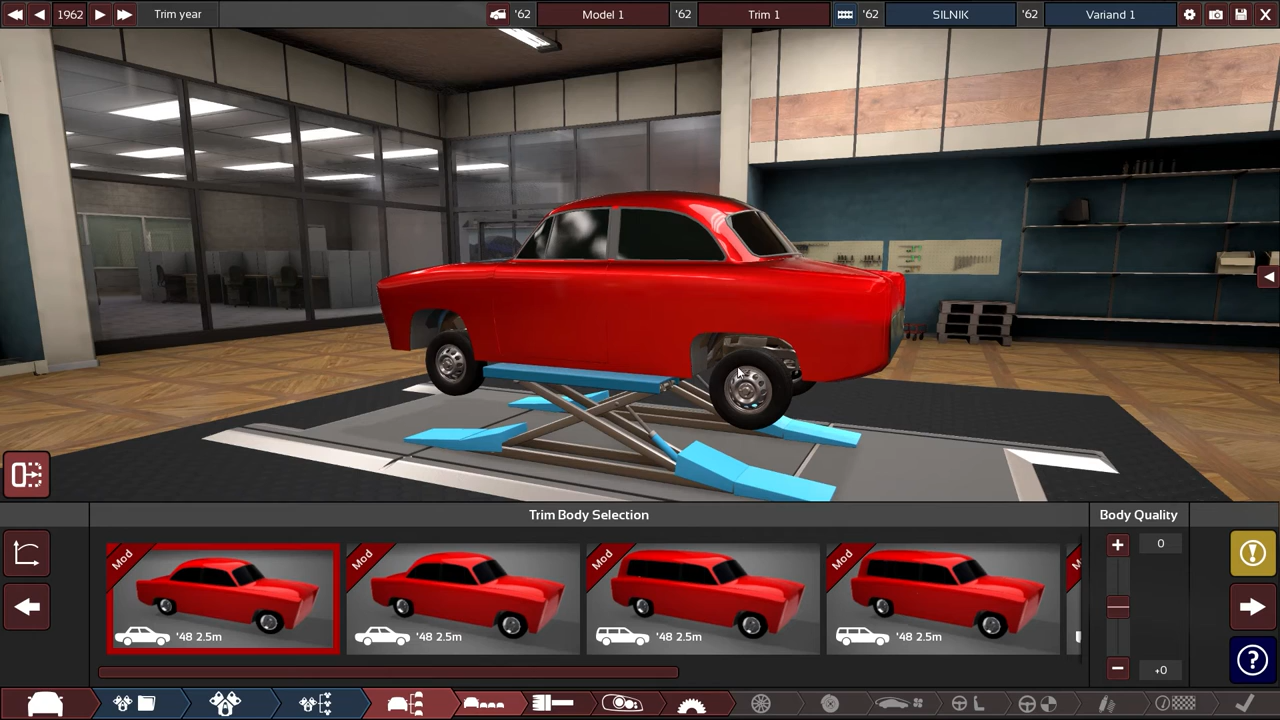 1962 Trim year '62 Model 1 '62 Trim 1 '62 SILNIK '62 Variand 1
Trim Body Selection
Body Quality
Mod Mod Mod Mod M
0
'48 2.5m '48 2.5m '48 2.5m '48 2.5m
+0